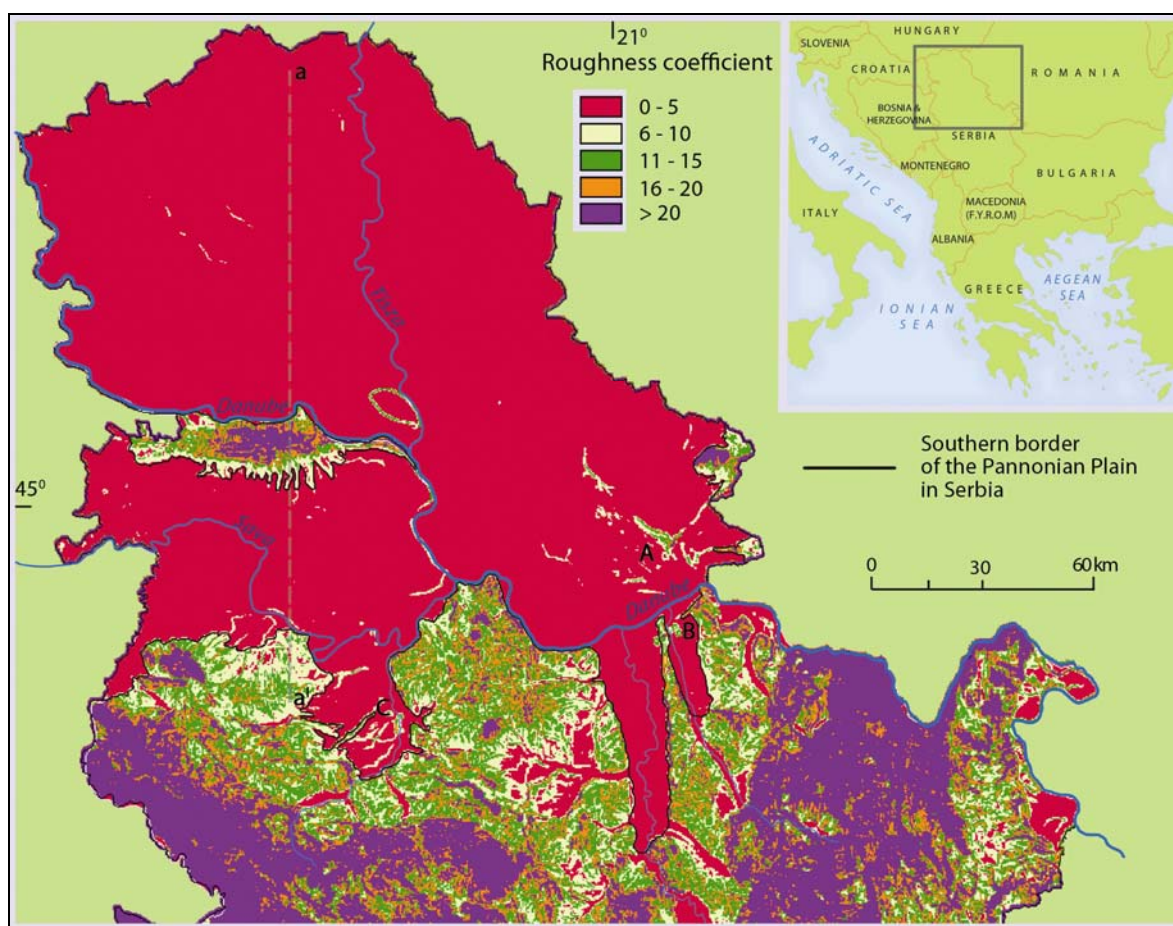 21⁰
Roughness coefficient
0 - 5
6 - 10
11 - 15
16 - 20
> 20
a
Tisza
Danube
45⁰
Sava
A
Danube
B
a'
C
Southern border
of the Pannonian Plain
in Serbia
0 30 60 km
HUNGARY
SLOVENIA
CROATIA
ROMANIA
BOSNIA &
HERZEGOVINA
SERBIA
MONTENEGRO
BULGARIA
ADRIATIC SEA
MACEDONIA
(F.Y.R.O.M)
ITALY
ALBANIA
GREECE
AEGEAN
SEA
IONIAN
SEA